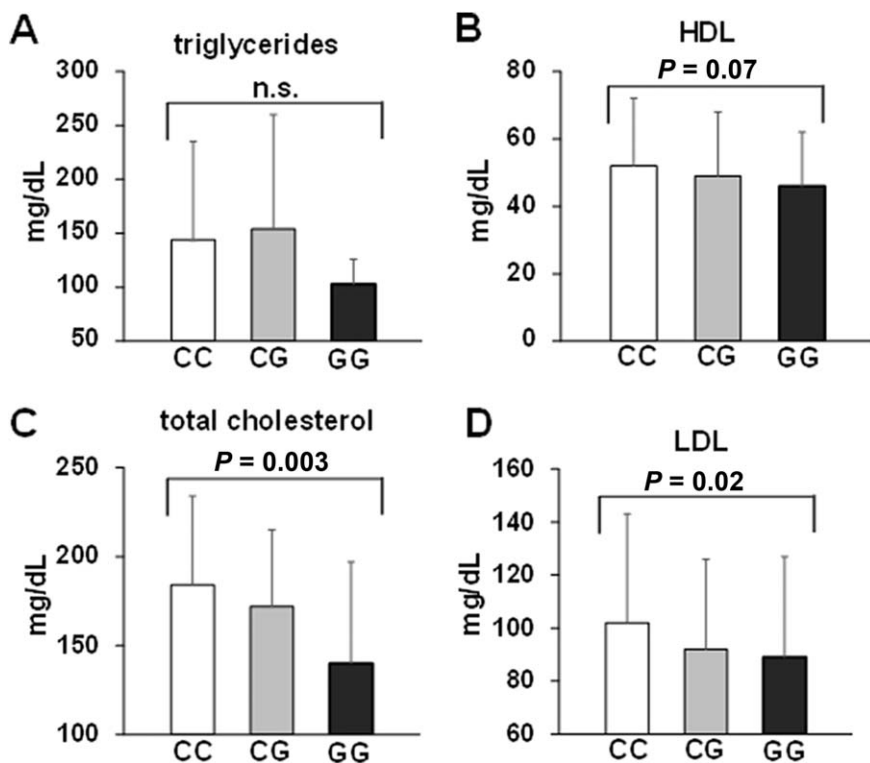 A
triglycerides
n.s.
mg/dL
300
250
200
150
100
50
CC CG GG
B
HDL
P = 0.07
mg/dL
80
60
40
20
0
CC CG GG
C
total cholesterol
P = 0.003
mg/dL
250
200
150
100
CC CG GG
D
LDL
P = 0.02
mg/dL
160
140
120
100
80
60
CC CG GG